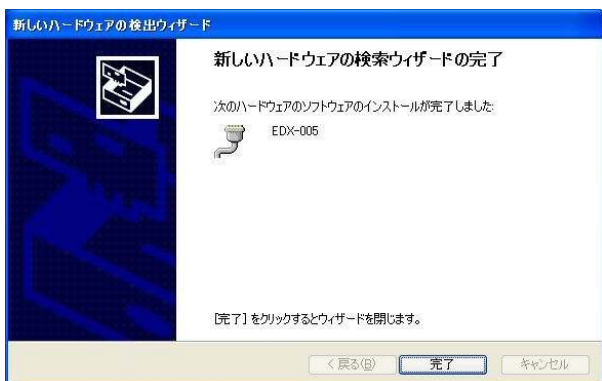 新しいハードウェアの検出ウィザード
新しいハードウェアの検索ウィザードの完了
次のハードウェアのソフトウェアのインストールが完了しました:
EDX-005
[完了] をクリックするとウィザードを閉じます。
< 戻る(B)
完了
キャンセル